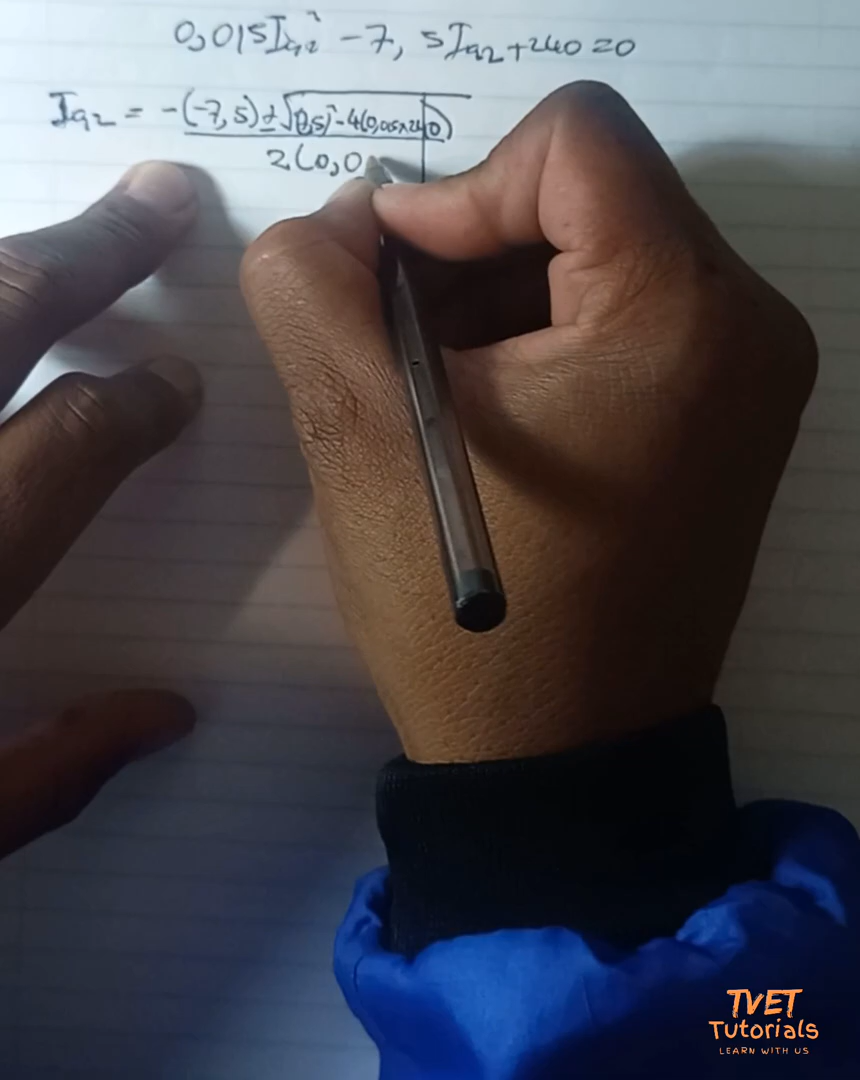 0,015Ia2² - 7,5Ia2 + 240 = 0
Ia2 = -(-7,5) ± √(7,5)² - 4(0,015 x 240)
2(0,0
TVET
Tutorials
LEARN WITH US